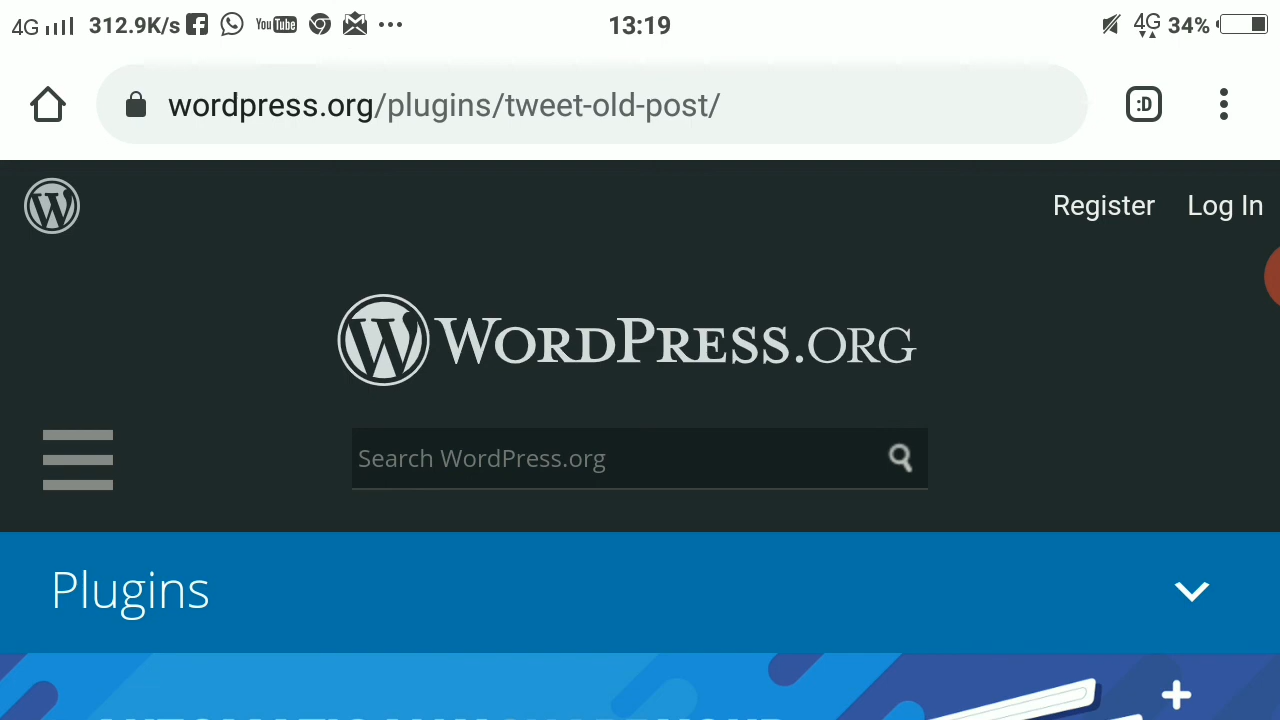 4G 312.9K/s YouTube 13:19 4G 34%
wordpress.org/plugins/tweet-old-post/ :D
Register Log In
WORDPRESS.ORG
Search WordPress.org
Plugins